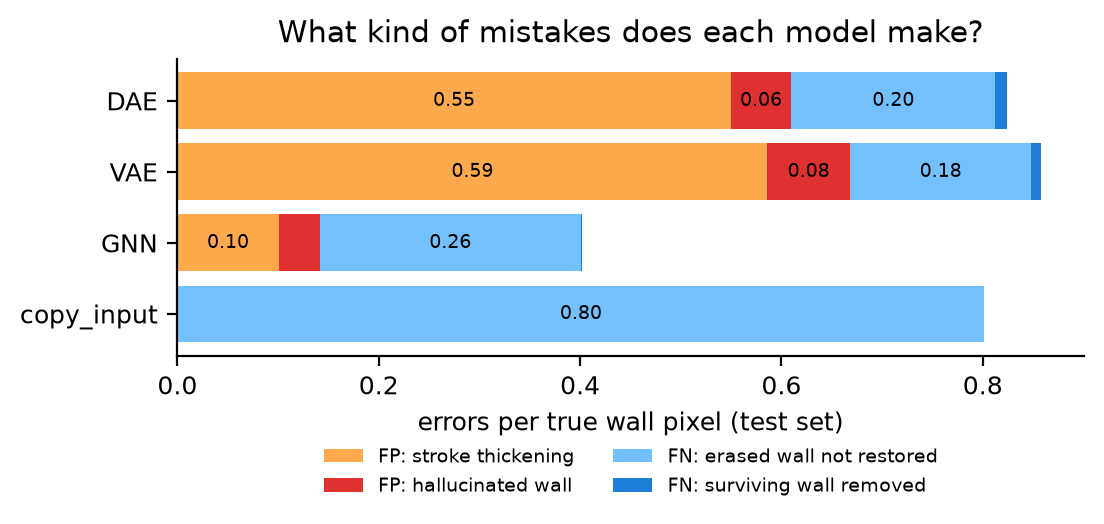 What kind of mistakes does each model make?
DAE
0.55
0.06
0.20
VAE
0.59
0.08
0.18
GNN
0.10
0.26
copy_input
0.80
0.0 0.2 0.4 0.6 0.8
errors per true wall pixel (test set)
FP: stroke thickening
FN: erased wall not restored
FP: hallucinated wall
FN: surviving wall removed